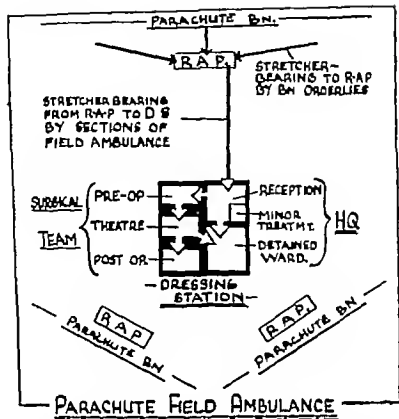 PARACHUTE BN.
R.A.P.
STRETCHER-
BEARING TO R.A.P
BY BN ORDERLIES
STRETCHER BEARING
FROM R.A.P TO D S
BY SECTIONS OF
FIELD AMBULANCE
SURGICAL
TEAM
PRE-OP
THEATRE
POST OP.
RECEPTION
MINOR
TREATMT.
DETAINED
WARD.
HQ
- DRESSING
STATION -
RAP
PARACHUTE BN
RAP.
PARACHUTE BN
PARACHUTE FIELD AMBULANCE